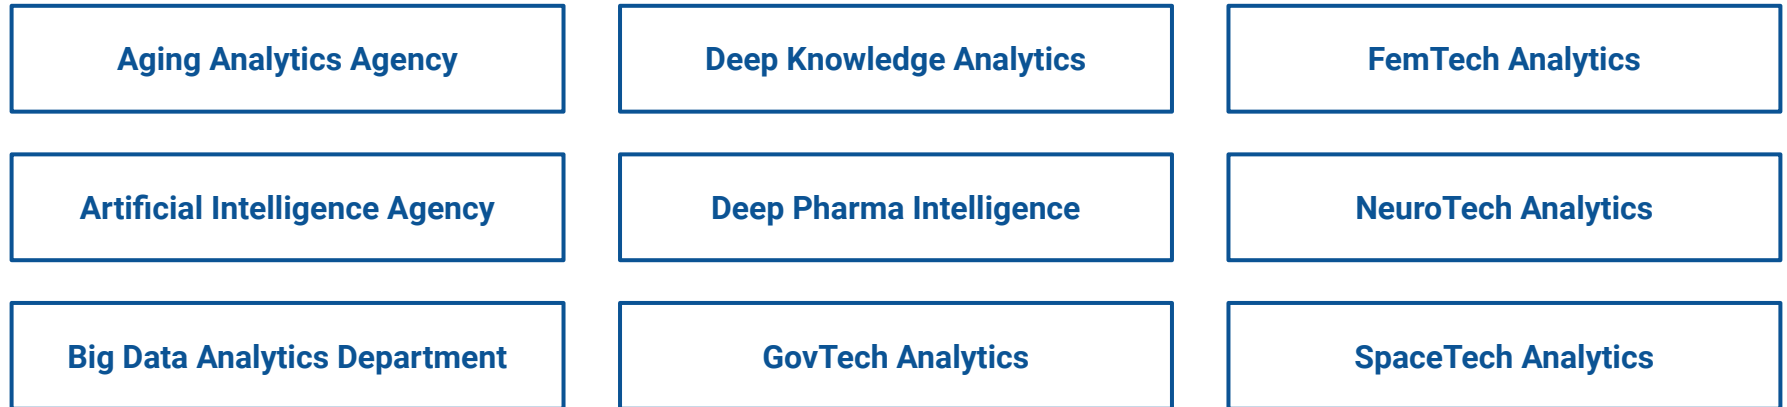 Aging Analytics Agency
Deep Knowledge Analytics
FemTech Analytics
Artificial Intelligence Agency
Deep Pharma Intelligence
NeuroTech Analytics
Big Data Analytics Department
GovTech Analytics
SpaceTech Analytics